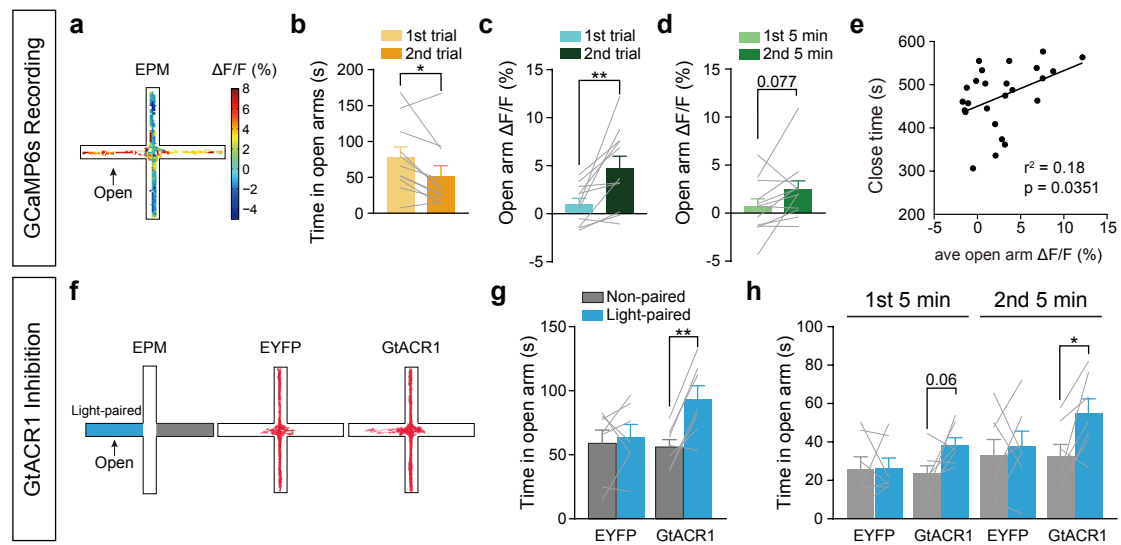 GCaMP6s Recording
a
EPM
ΔF/F (%)
8
6
4
2
0
−2
−4
Open
b
1st trial
2nd trial
Time in open arms (s)
200
150
100
50
0
*
c
1st trial
2nd trial
Open arm ΔF/F (%)
15
10
5
0
-5
**
d
1st 5 min
2nd 5 min
Open arm ΔF/F (%)
15
10
5
0
-5
0.077
e
Close time (s)
600
500
400
300
200
r² = 0.18
p = 0.0351
-5 0 5 10 15
ave open arm ΔF/F (%)
GtACR1 Inhibition
f
EPM
EYFP
GtACR1
Light-paired
Open
g
Non-paired
Light-paired
Time in open arm (s)
150
100
50
0
**
EYFP GtACR1
h
1st 5 min 2nd 5 min
Time in open arm (s)
100
80
60
40
20
0
0.06
*
EYFP GtACR1 EYFP GtACR1